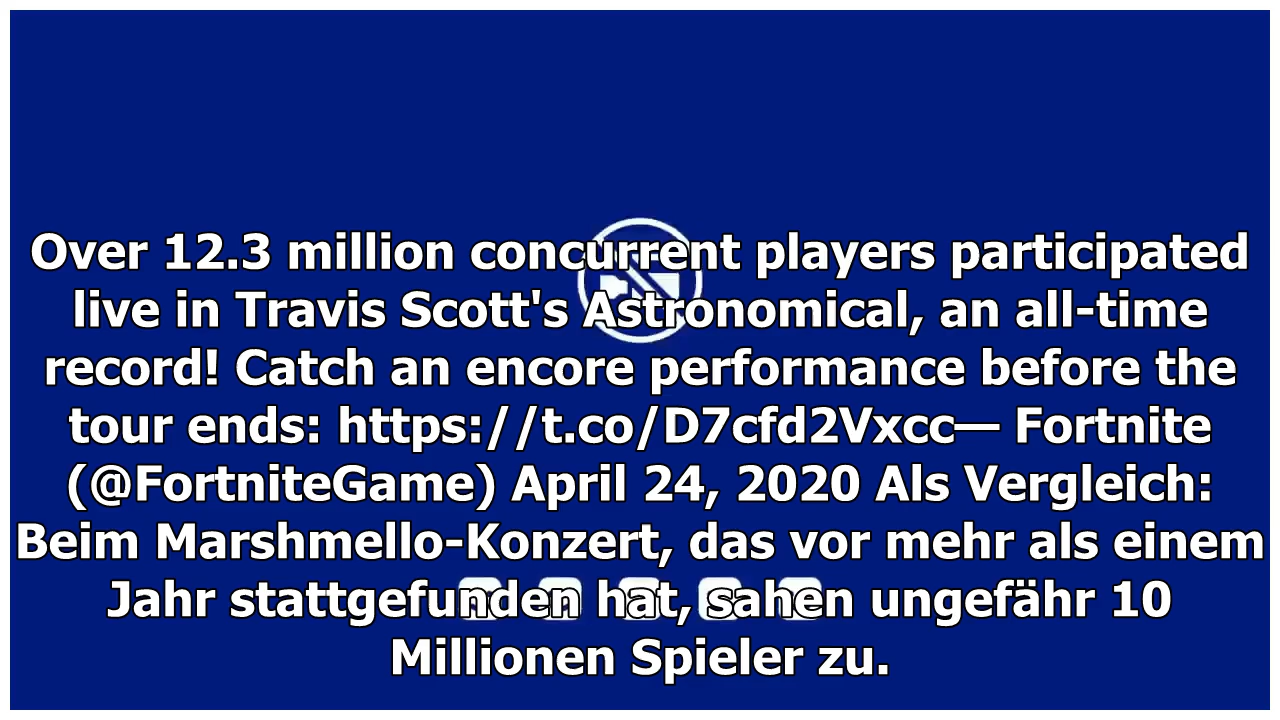 Over 12.3 million concurrent players participated
live in Travis Scott's Astronomical, an all-time
record! Catch an encore performance before the
tour ends: https://t.co/D7cfd2Vxcc— Fortnite
(@FortniteGame) April 24, 2020 Als Vergleich:
Beim Marshmello-Konzert, das vor mehr als einem
Jahr stattgefunden hat, sahen ungefähr 10
Millionen Spieler zu.